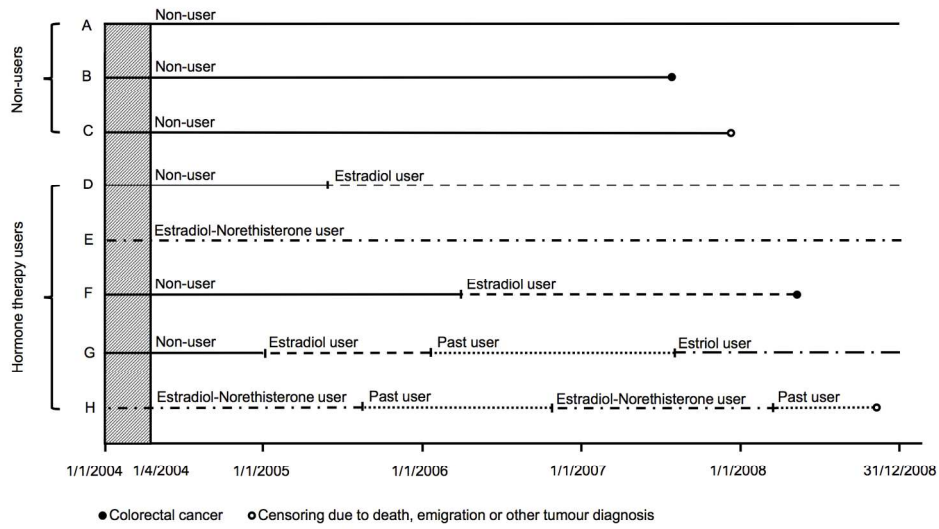 Non-users
A Non-user
B Non-user
C Non-user
Hormone therapy users
D Non-user Estradiol user
E Estradiol-Norethisterone user
F Non-user Estradiol user
G Non-user Estradiol user Past user Estriol user
H Estradiol-Norethisterone user Past user Estradiol-Norethisterone user Past user
1/1/2004 1/4/2004 1/1/2005 1/1/2006 1/1/2007 1/1/2008 31/12/2008
Colorectal cancer Censoring due to death, emigration or other tumour diagnosis